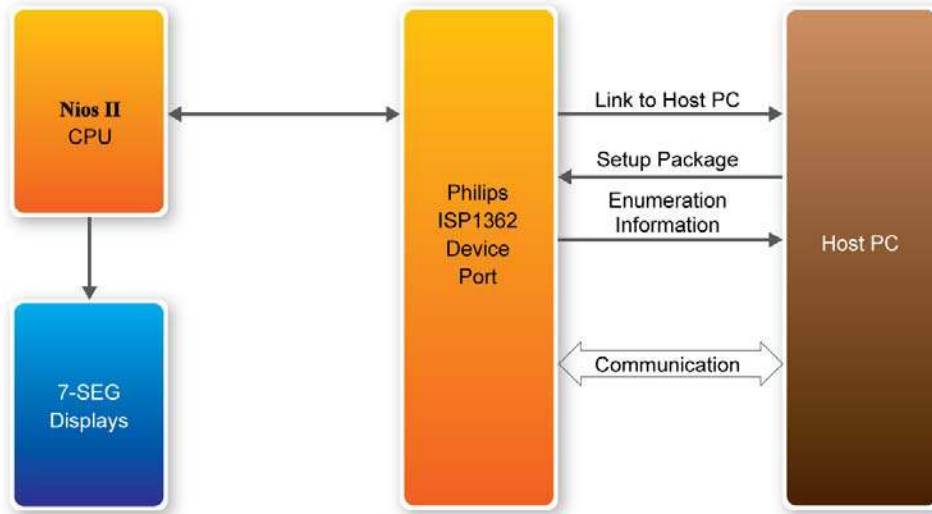 Nios II
CPU
7-SEG
Displays
Philips
ISP1362
Device
Port
Link to Host PC
Setup Package
Enumeration
Information
Communication
Host PC